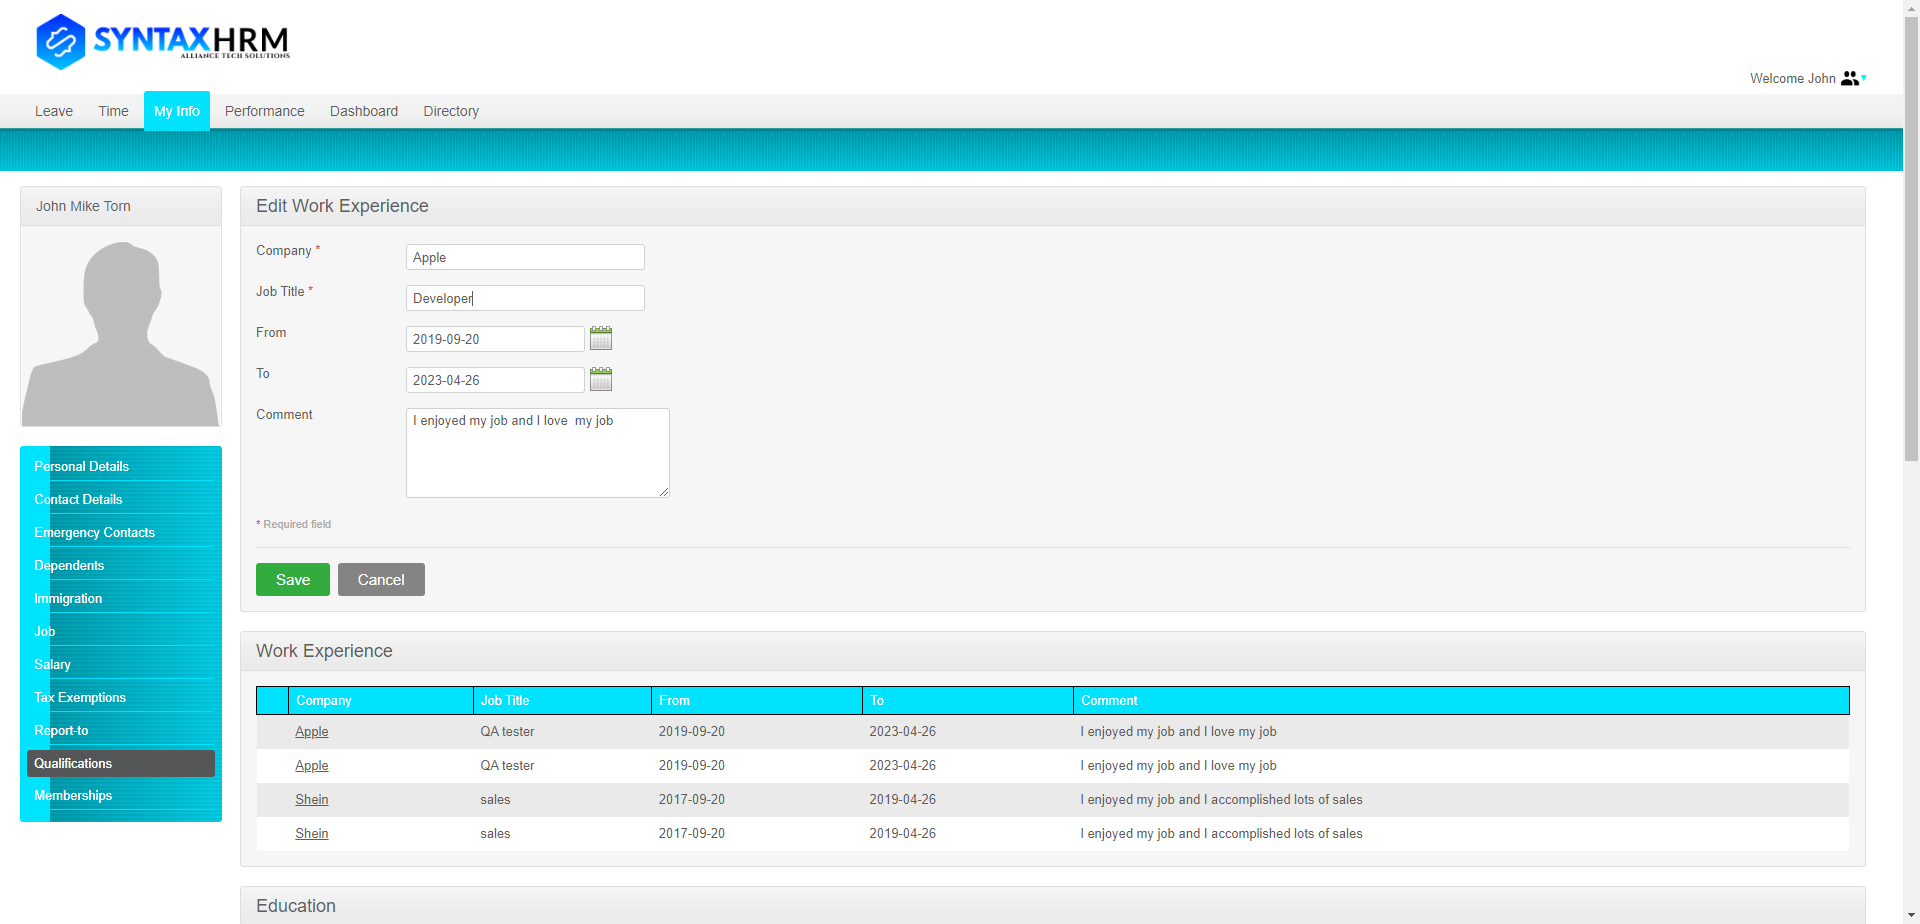 SYNTAXHRM
ALLIANCE TECH SOLUTIONS
Welcome John
Leave Time My Info Performance Dashboard Directory
John Mike Torn
Personal Details
Contact Details
Emergency Contacts
Dependents
Immigration
Job
Salary
Tax Exemptions
Report-to
Qualifications
Memberships
Edit Work Experience
Company * Apple
Job Title * Developer
From 2019-09-20
To 2023-04-26
Comment I enjoyed my job and I love  my job
* Required field
Save Cancel
Work Experience
Company Job Title From To Comment
Apple QA tester 2019-09-20 2023-04-26 I enjoyed my job and I love my job
Apple QA tester 2019-09-20 2023-04-26 I enjoyed my job and I love my job
Shein sales 2017-09-20 2019-04-26 I enjoyed my job and I accomplished lots of sales
Shein sales 2017-09-20 2019-04-26 I enjoyed my job and I accomplished lots of sales
Education